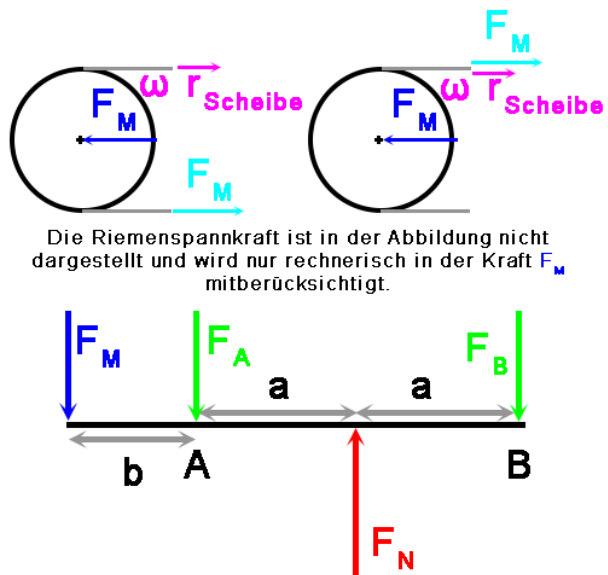 F_M
ω r_Scheibe
F_M
F_M
F_M
ω r_Scheibe
F_M
Die Riemenspannkraft ist in der Abbildung nicht
dargestellt und wird nur rechnerisch in der Kraft F_M
mitberücksichtigt.
F_M
F_A
F_B
a
a
b
A
B
F_N